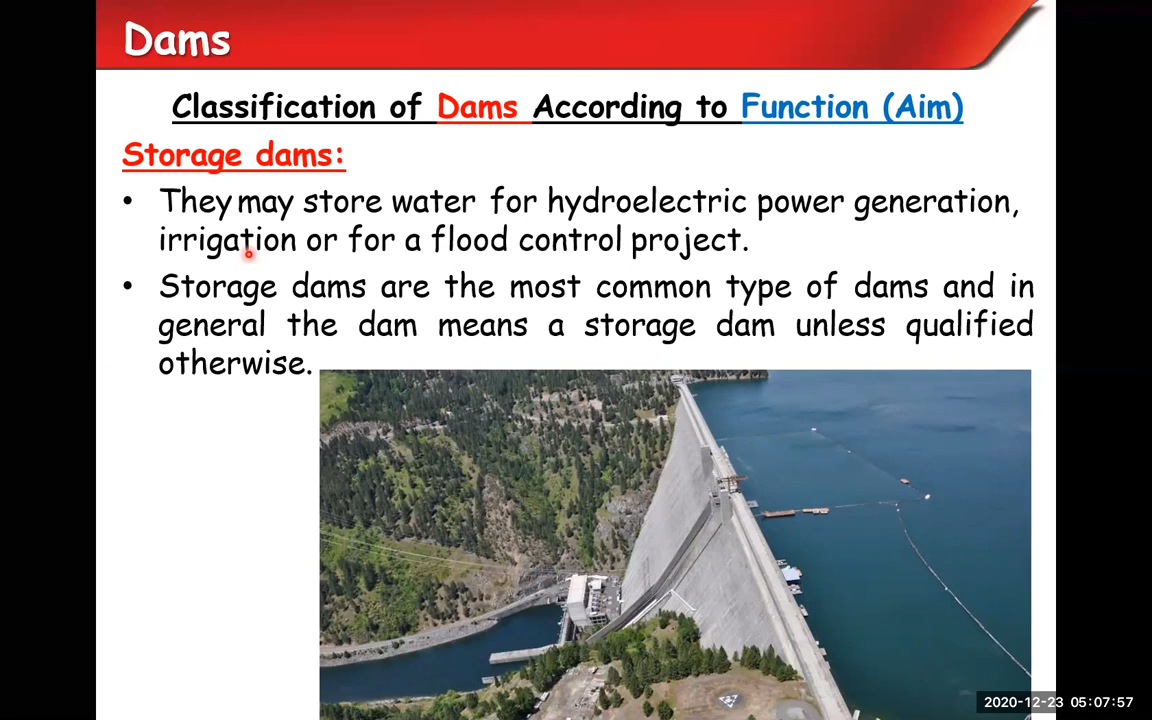 Dams
Classification of Dams According to Function (Aim)
Storage dams:
• They may store water for hydroelectric power generation,
irrigation or for a flood control project.
• Storage dams are the most common type of dams and in
general the dam means a storage dam unless qualified
otherwise.
2020-12-23 05:07:57